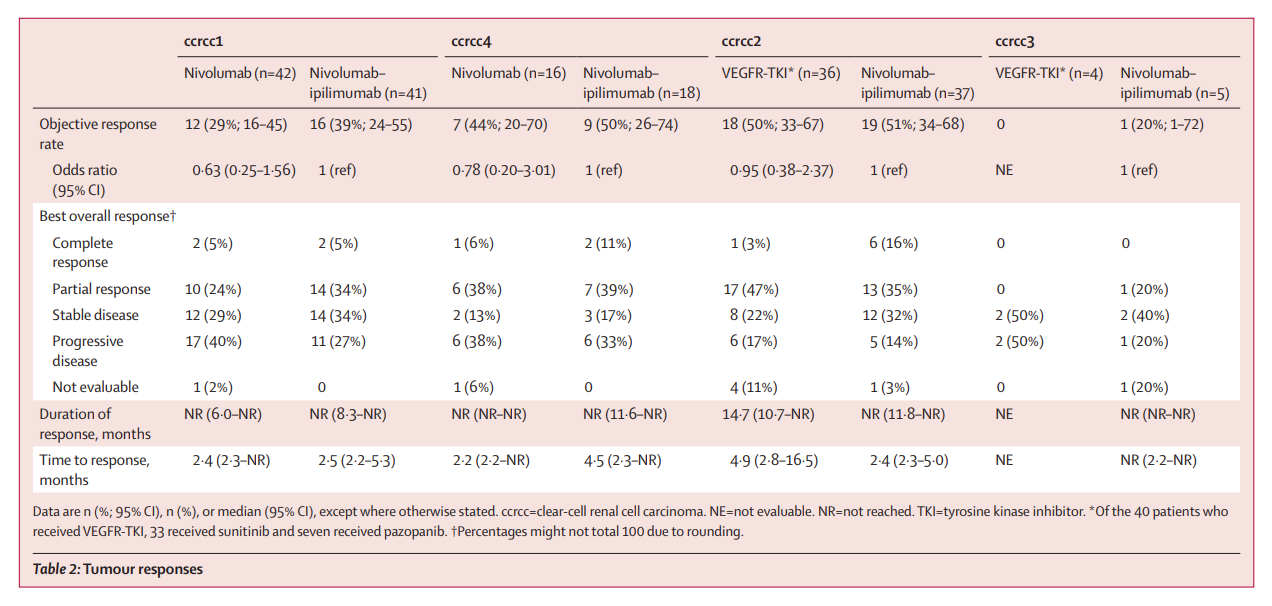 ccrcc1 ccrcc4 ccrcc2 ccrcc3
Nivolumab (n=42) Nivolumab– Nivolumab (n=16) Nivolumab– VEGFR-TKI* (n=36) Nivolumab– VEGFR-TKI* (n=4) Nivolumab–
ipilimumab (n=41) ipilimumab (n=18) ipilimumab (n=37) ipilimumab (n=5)
Objective response 12 (29%; 16–45) 16 (39%; 24–55) 7 (44%; 20–70) 9 (50%; 26–74) 18 (50%; 33–67) 19 (51%; 34–68) 0 1 (20%; 1–72)
rate
Odds ratio 0·63 (0·25–1·56) 1 (ref) 0·78 (0·20–3·01) 1 (ref) 0·95 (0·38–2·37) 1 (ref) NE 1 (ref)
(95% CI)
Best overall response†
Complete 2 (5%) 2 (5%) 1 (6%) 2 (11%) 1 (3%) 6 (16%) 0 0
response
Partial response 10 (24%) 14 (34%) 6 (38%) 7 (39%) 17 (47%) 13 (35%) 0 1 (20%)
Stable disease 12 (29%) 14 (34%) 2 (13%) 3 (17%) 8 (22%) 12 (32%) 2 (50%) 2 (40%)
Progressive 17 (40%) 11 (27%) 6 (38%) 6 (33%) 6 (17%) 5 (14%) 2 (50%) 1 (20%)
disease
Not evaluable 1 (2%) 0 1 (6%) 0 4 (11%) 1 (3%) 0 1 (20%)
Duration of NR (6·0–NR) NR (8·3–NR) NR (NR–NR) NR (11·6–NR) 14·7 (10·7–NR) NR (11·8–NR) NE NR (NR–NR)
response, months
Time to response, 2·4 (2·3–NR) 2·5 (2·2–5·3) 2·2 (2·2–NR) 4·5 (2·3–NR) 4·9 (2·8–16·5) 2·4 (2·3–5·0) NE NR (2·2–NR)
months
Data are n (%; 95% CI), n (%), or median (95% CI), except where otherwise stated. ccrcc=clear-cell renal cell carcinoma. NE=not evaluable. NR=not reached. TKI=tyrosine kinase inhibitor. *Of the 40 patients who
received VEGFR-TKI, 33 received sunitinib and seven received pazopanib. †Percentages might not total 100 due to rounding.
Table 2: Tumour responses